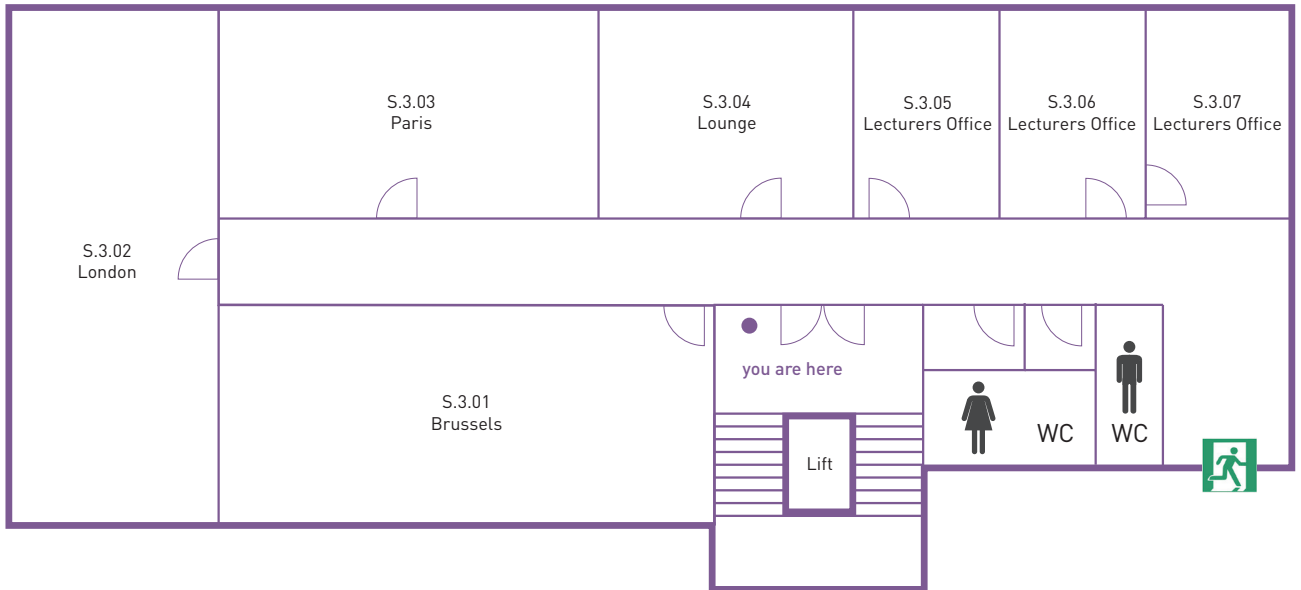 S.3.03
Paris
S.3.04
Lounge
S.3.05
Lecturers Office
S.3.06
Lecturers Office
S.3.07
Lecturers Office
S.3.02
London
you are here
S.3.01
Brussels
Lift
WC
WC